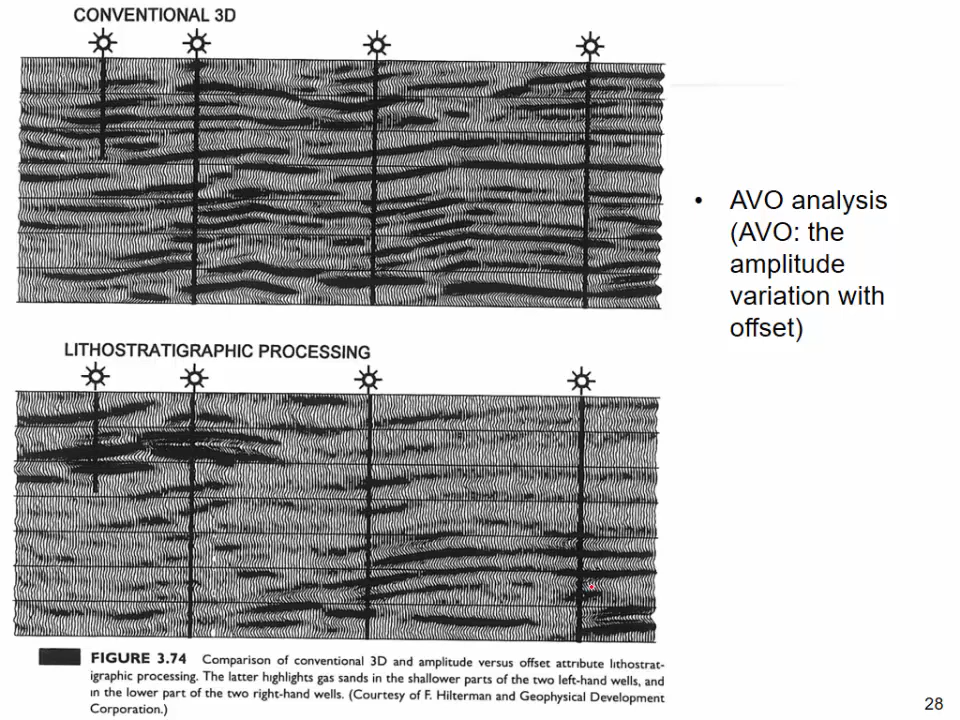 CONVENTIONAL 3D
LITHOSTRATIGRAPHIC PROCESSING
FIGURE 3.74 Comparison of conventional 3D and amplitude versus offset attribute lithostrat-
igraphic processing. The latter highlights gas sands in the shallower parts of the two left-hand wells, and
in the lower part of the two right-hand wells. (Courtesy of F. Hilterman and Geophysical Development
Corporation.)
• AVO analysis
(AVO: the
amplitude
variation with
offset)
28